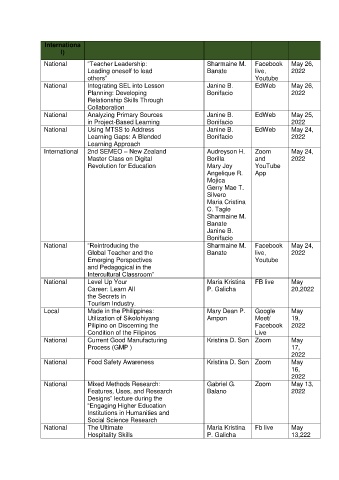 Internationa
l)
National
"Teacher Leadership:
Leading oneself to lead
others"
Sharmaine M.
Banate
Facebook
live,
Youtube
May 26,
2022
National
Integrating SEL into Lesson
Planning: Developing
Relationship Skills Through
Collaboration
Janine B.
Bonifacio
EdWeb
May 26,
2022
National
Analyzing Primary Sources
in Project-Based Learning
Janine B.
Bonifacio
EdWeb
May 25,
2022
National
Using MTSS to Address
Learning Gaps: A Blended
Learning Approach
Janine B.
Bonifacio
EdWeb
May 24,
2022
International
2nd SEMEO – New Zealand
Master Class on Digital
Revolution for Education
Audreyson H.
Borilla
Mary Joy
Angelique R.
Mojica
Gerry Mae T.
Silvero
Maria Cristina
C. Tagle
Sharmaine M.
Banate
Janine B.
Bonifacio
Zoom
and
YouTube
App
May 24,
2022
National
"Reintroducing the
Global Teacher and the
Emerging Perspectives
and Pedagogical in the
Intercultural Classroom"
Sharmaine M.
Banate
Facebook
live,
Youtube
May 24,
2022
National
Level Up Your
Career: Learn All
the Secrets in
Tourism Industry.
Maria Kristina
P. Galicha
FB live
May
20,2022
Local
Made in the Philippines:
Utilization of Sikolohiyang
Pilipino on Discerning the
Condition of the Filipinos
Mary Dean P.
Ampon
Google
Meet/
Facebook
Live
May
19,
2022
National
Current Good Manufacturing
Process (GMP )
Kristina D. Son
Zoom
May
17,
2022
National
Food Safety Awareness
Kristina D. Son
Zoom
May
16,
2022
National
Mixed Methods Research:
Features, Uses, and Research
Designs" lecture during the
"Engaging Higher Education
Institutions in Humanities and
Social Science Research
Gabriel G.
Balano
Zoom
May 13,
2022
National
The Ultimate
Hospitality Skills
Maria Kristina
P. Galicha
Fb live
May
13,222